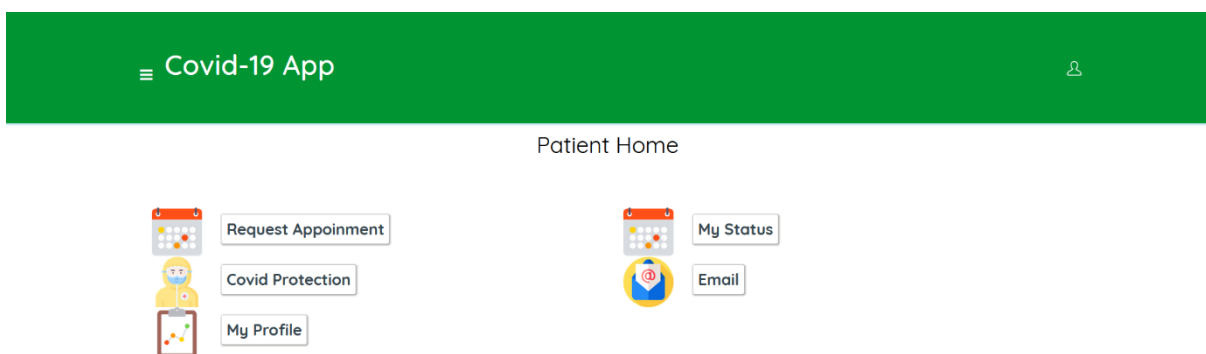 Covid-19 App
Patient Home
Request Appoinment
My Status
Covid Protection
Email
My Profile